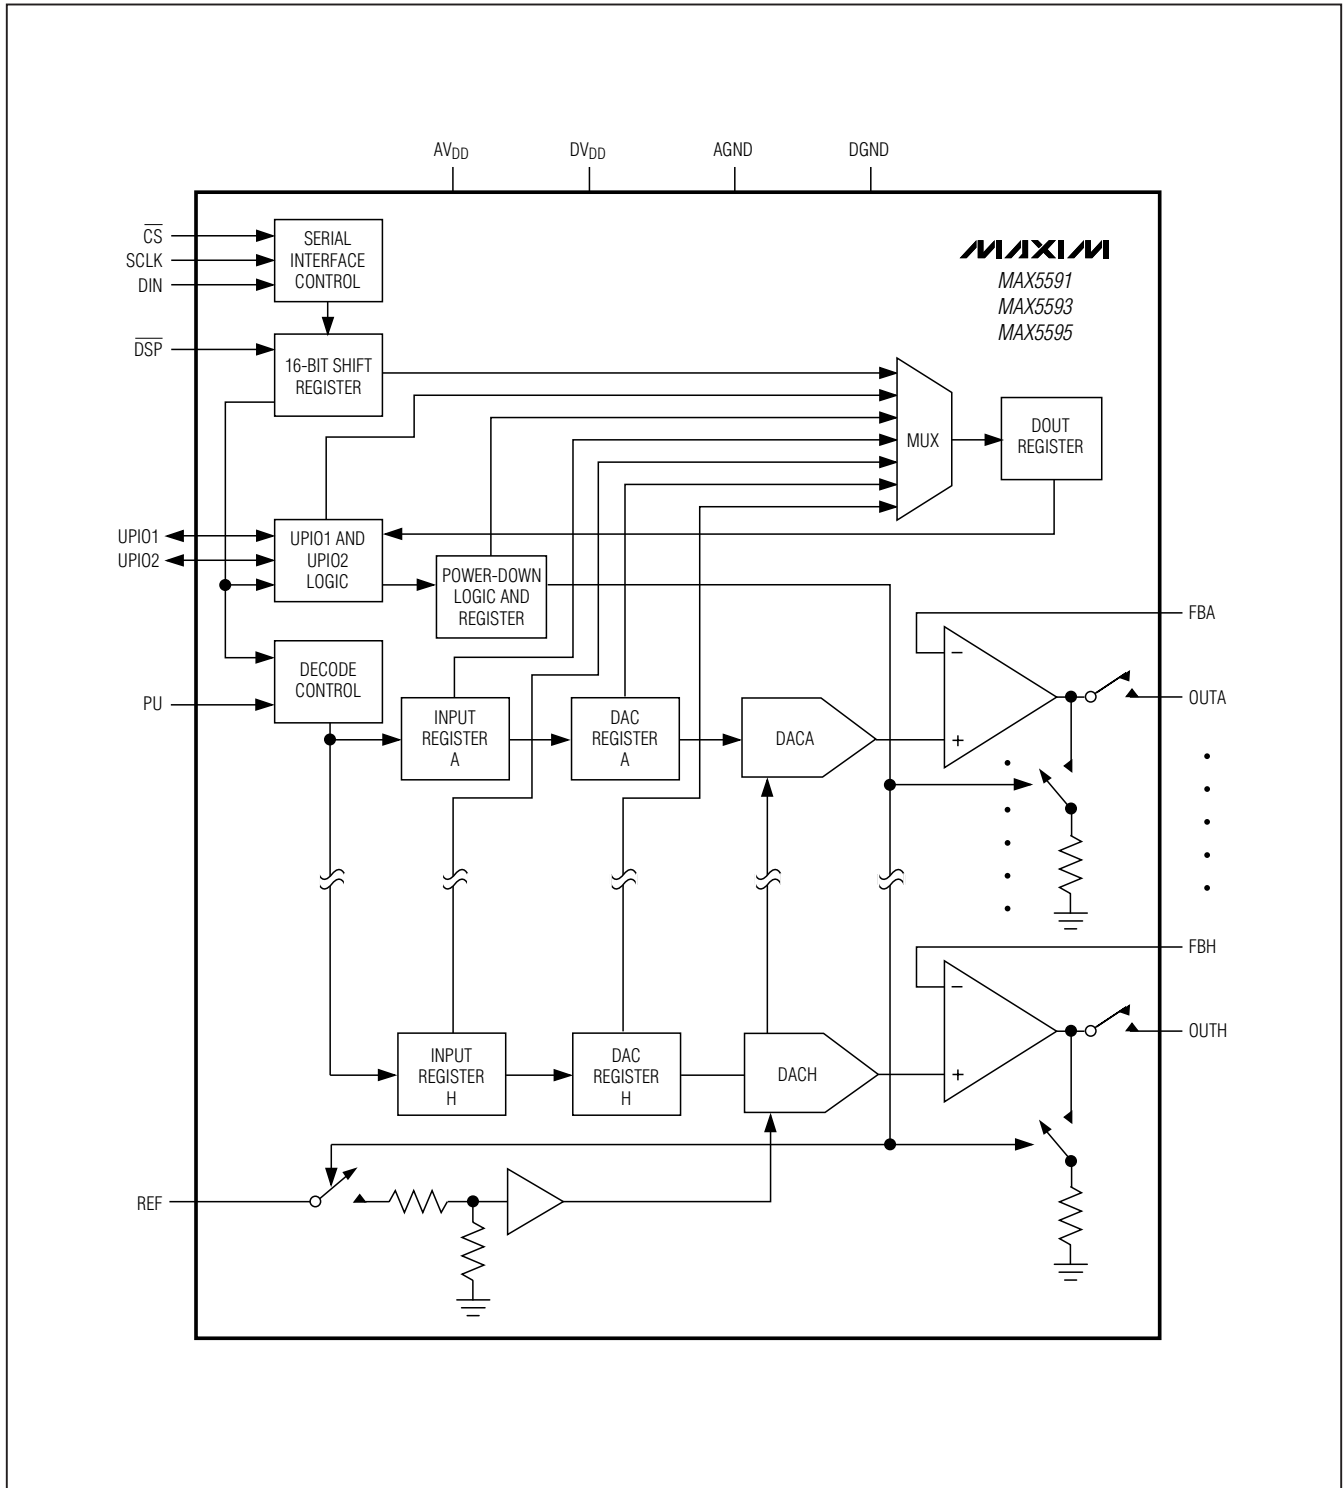 AVDD
DVDD
AGND
DGND
CS
SCLK
DIN
SERIAL
INTERFACE
CONTROL
MAXIM
MAX5591
MAX5593
MAX5595
DSP
16-BIT SHIFT
REGISTER
MUX
DOUT
REGISTER
UPIO1
UPIO2
UPIO1 AND
UPIO2
LOGIC
POWER-DOWN
LOGIC AND
REGISTER
FBA
DECODE
CONTROL
PU
INPUT
REGISTER
A
DAC
REGISTER
A
DACA
−
+
OUTA
FBH
INPUT
REGISTER
H
DAC
REGISTER
H
DACH
−
+
OUTH
REF